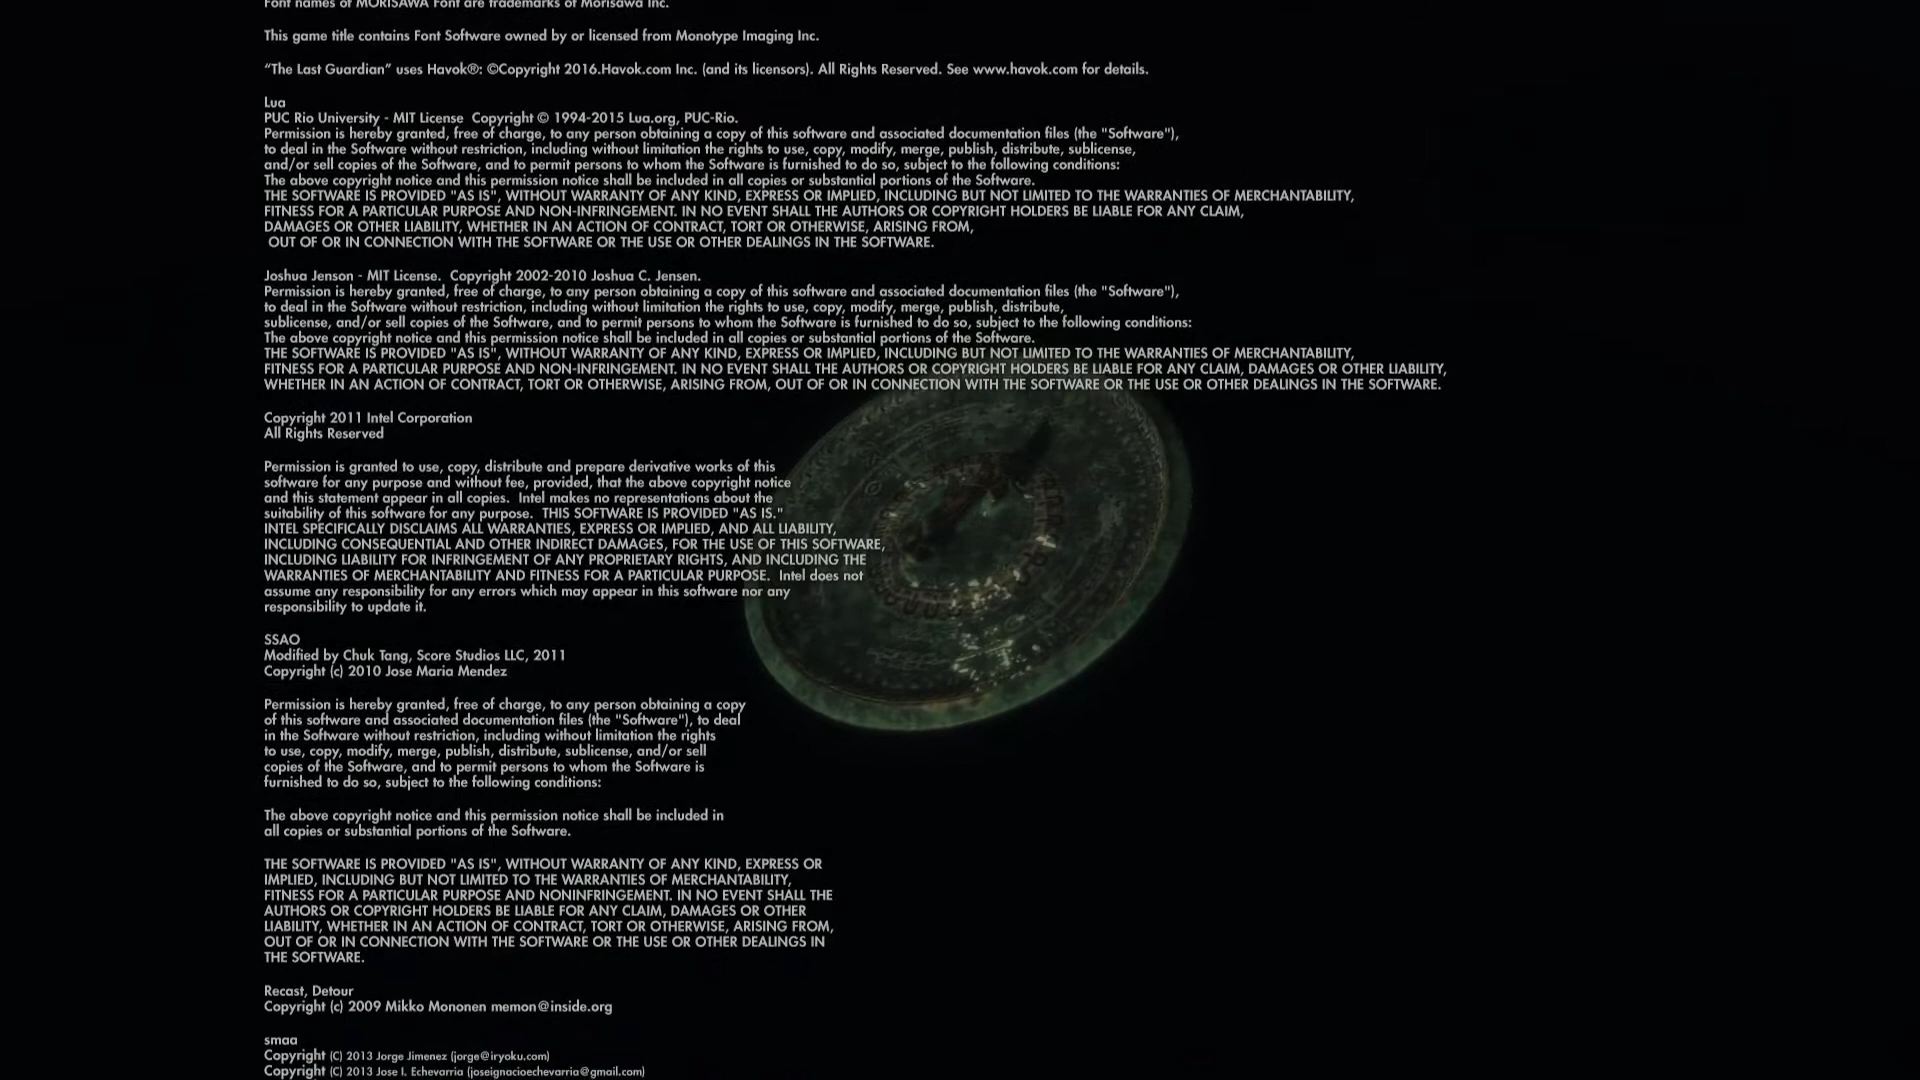 Font names of MORISAWA Font are trademarks of Morisawa Inc.
This game title contains Font Software owned by or licensed from Monotype Imaging Inc.
“The Last Guardian” uses Havok®: ©Copyright 2016.Havok.com Inc. (and its licensors). All Rights Reserved. See www.havok.com for details.
Lua
PUC Rio University - MIT License  Copyright © 1994-2015 Lua.org, PUC-Rio.
Permission is hereby granted, free of charge, to any person obtaining a copy of this software and associated documentation files (the "Software"),
to deal in the Software without restriction, including without limitation the rights to use, copy, modify, merge, publish, distribute, sublicense,
and/or sell copies of the Software, and to permit persons to whom the Software is furnished to do so, subject to the following conditions:
The above copyright notice and this permission notice shall be included in all copies or substantial portions of the Software.
THE SOFTWARE IS PROVIDED "AS IS", WITHOUT WARRANTY OF ANY KIND, EXPRESS OR IMPLIED, INCLUDING BUT NOT LIMITED TO THE WARRANTIES OF MERCHANTABILITY,
FITNESS FOR A PARTICULAR PURPOSE AND NON-INFRINGEMENT. IN NO EVENT SHALL THE AUTHORS OR COPYRIGHT HOLDERS BE LIABLE FOR ANY CLAIM,
DAMAGES OR OTHER LIABILITY, WHETHER IN AN ACTION OF CONTRACT, TORT OR OTHERWISE, ARISING FROM,
OUT OF OR IN CONNECTION WITH THE SOFTWARE OR THE USE OR OTHER DEALINGS IN THE SOFTWARE.
Joshua Jenson - MIT License.  Copyright 2002-2010 Joshua C. Jensen.
Permission is hereby granted, free of charge, to any person obtaining a copy of this software and associated documentation files (the "Software"),
to deal in the Software without restriction, including without limitation the rights to use, copy, modify, merge, publish, distribute,
sublicense, and/or sell copies of the Software, and to permit persons to whom the Software is furnished to do so, subject to the following conditions:
The above copyright notice and this permission notice shall be included in all copies or substantial portions of the Software.
THE SOFTWARE IS PROVIDED "AS IS", WITHOUT WARRANTY OF ANY KIND, EXPRESS OR IMPLIED, INCLUDING BUT NOT LIMITED TO THE WARRANTIES OF MERCHANTABILITY,
FITNESS FOR A PARTICULAR PURPOSE AND NON-INFRINGEMENT. IN NO EVENT SHALL THE AUTHORS OR COPYRIGHT HOLDERS BE LIABLE FOR ANY CLAIM, DAMAGES OR OTHER LIABILITY,
WHETHER IN AN ACTION OF CONTRACT, TORT OR OTHERWISE, ARISING FROM, OUT OF OR IN CONNECTION WITH THE SOFTWARE OR THE USE OR OTHER DEALINGS IN THE SOFTWARE.
Copyright 2011 Intel Corporation
All Rights Reserved
Permission is granted to use, copy, distribute and prepare derivative works of this
software for any purpose and without fee, provided, that the above copyright notice
and this statement appear in all copies.  Intel makes no representations about the
suitability of this software for any purpose.  THIS SOFTWARE IS PROVIDED "AS IS."
INTEL SPECIFICALLY DISCLAIMS ALL WARRANTIES, EXPRESS OR IMPLIED, AND ALL LIABILITY,
INCLUDING CONSEQUENTIAL AND OTHER INDIRECT DAMAGES, FOR THE USE OF THIS SOFTWARE,
INCLUDING LIABILITY FOR INFRINGEMENT OF ANY PROPRIETARY RIGHTS, AND INCLUDING THE
WARRANTIES OF MERCHANTABILITY AND FITNESS FOR A PARTICULAR PURPOSE.  Intel does not
assume any responsibility for any errors which may appear in this software nor any
responsibility to update it.
SSAO
Modified by Chuk Tang, Score Studios LLC, 2011
Copyright (c) 2010 Jose Maria Mendez
Permission is hereby granted, free of charge, to any person obtaining a copy
of this software and associated documentation files (the "Software"), to deal
in the Software without restriction, including without limitation the rights
to use, copy, modify, merge, publish, distribute, sublicense, and/or sell
copies of the Software, and to permit persons to whom the Software is
furnished to do so, subject to the following conditions:
The above copyright notice and this permission notice shall be included in
all copies or substantial portions of the Software.
THE SOFTWARE IS PROVIDED "AS IS", WITHOUT WARRANTY OF ANY KIND, EXPRESS OR
IMPLIED, INCLUDING BUT NOT LIMITED TO THE WARRANTIES OF MERCHANTABILITY,
FITNESS FOR A PARTICULAR PURPOSE AND NONINFRINGEMENT. IN NO EVENT SHALL THE
AUTHORS OR COPYRIGHT HOLDERS BE LIABLE FOR ANY CLAIM, DAMAGES OR OTHER
LIABILITY, WHETHER IN AN ACTION OF CONTRACT, TORT OR OTHERWISE, ARISING FROM,
OUT OF OR IN CONNECTION WITH THE SOFTWARE OR THE USE OR OTHER DEALINGS IN
THE SOFTWARE.
Recast, Detour
Copyright (c) 2009 Mikko Mononen memon@inside.org
smaa
Copyright (C) 2013 Jorge Jimenez (jorge@iryoku.com)
Copyright (C) 2013 Jose I. Echevarria (joseignacioechevarria@gmail.com)